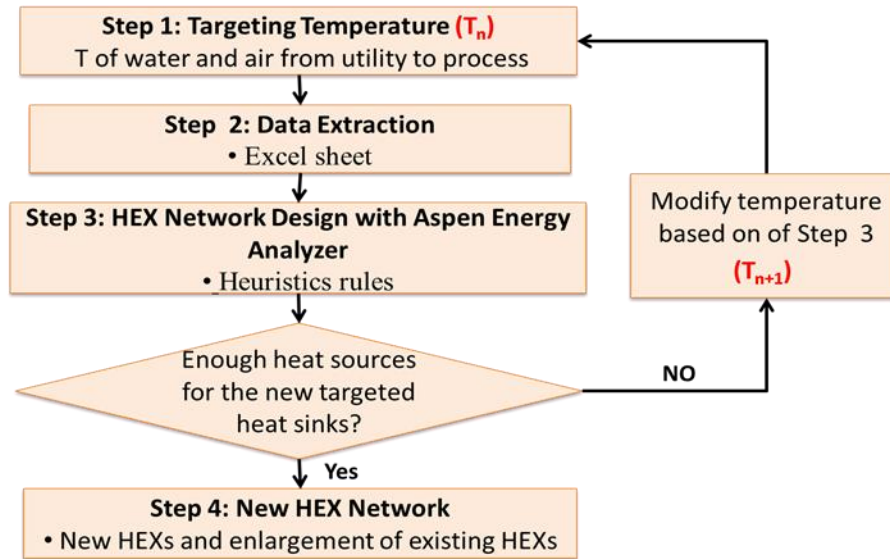 Step 1: Targeting Temperature (Tn)
T of water and air from utility to process
Step 2: Data Extraction
• Excel sheet
Step 3: HEX Network Design with Aspen Energy
Analyzer
• Heuristics rules
Enough heat sources
for the new targeted
heat sinks?
NO
Modify temperature
based on of Step 3
(Tn+1)
Yes
Step 4: New HEX Network
• New HEXs and enlargement of existing HEXs